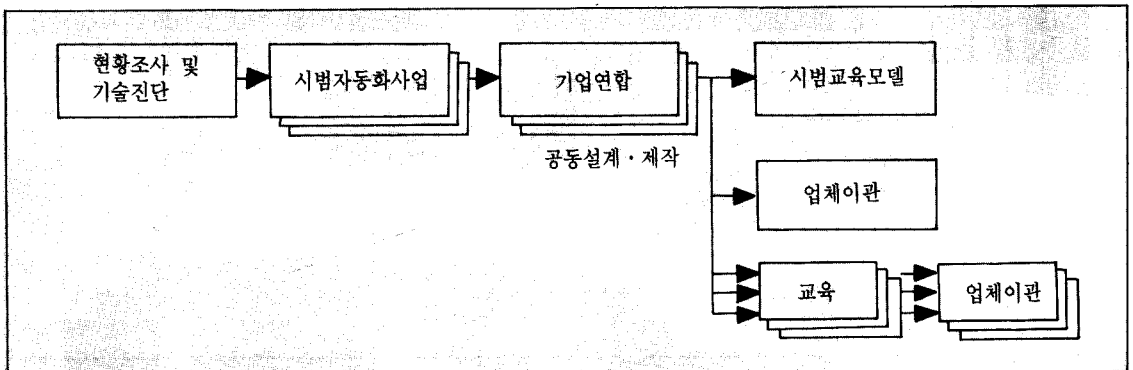 현황조사 및
기술진단
시범자동화사업
기업연합
공동설계・제작
시범교육모델
업체이관
교육
업체이관